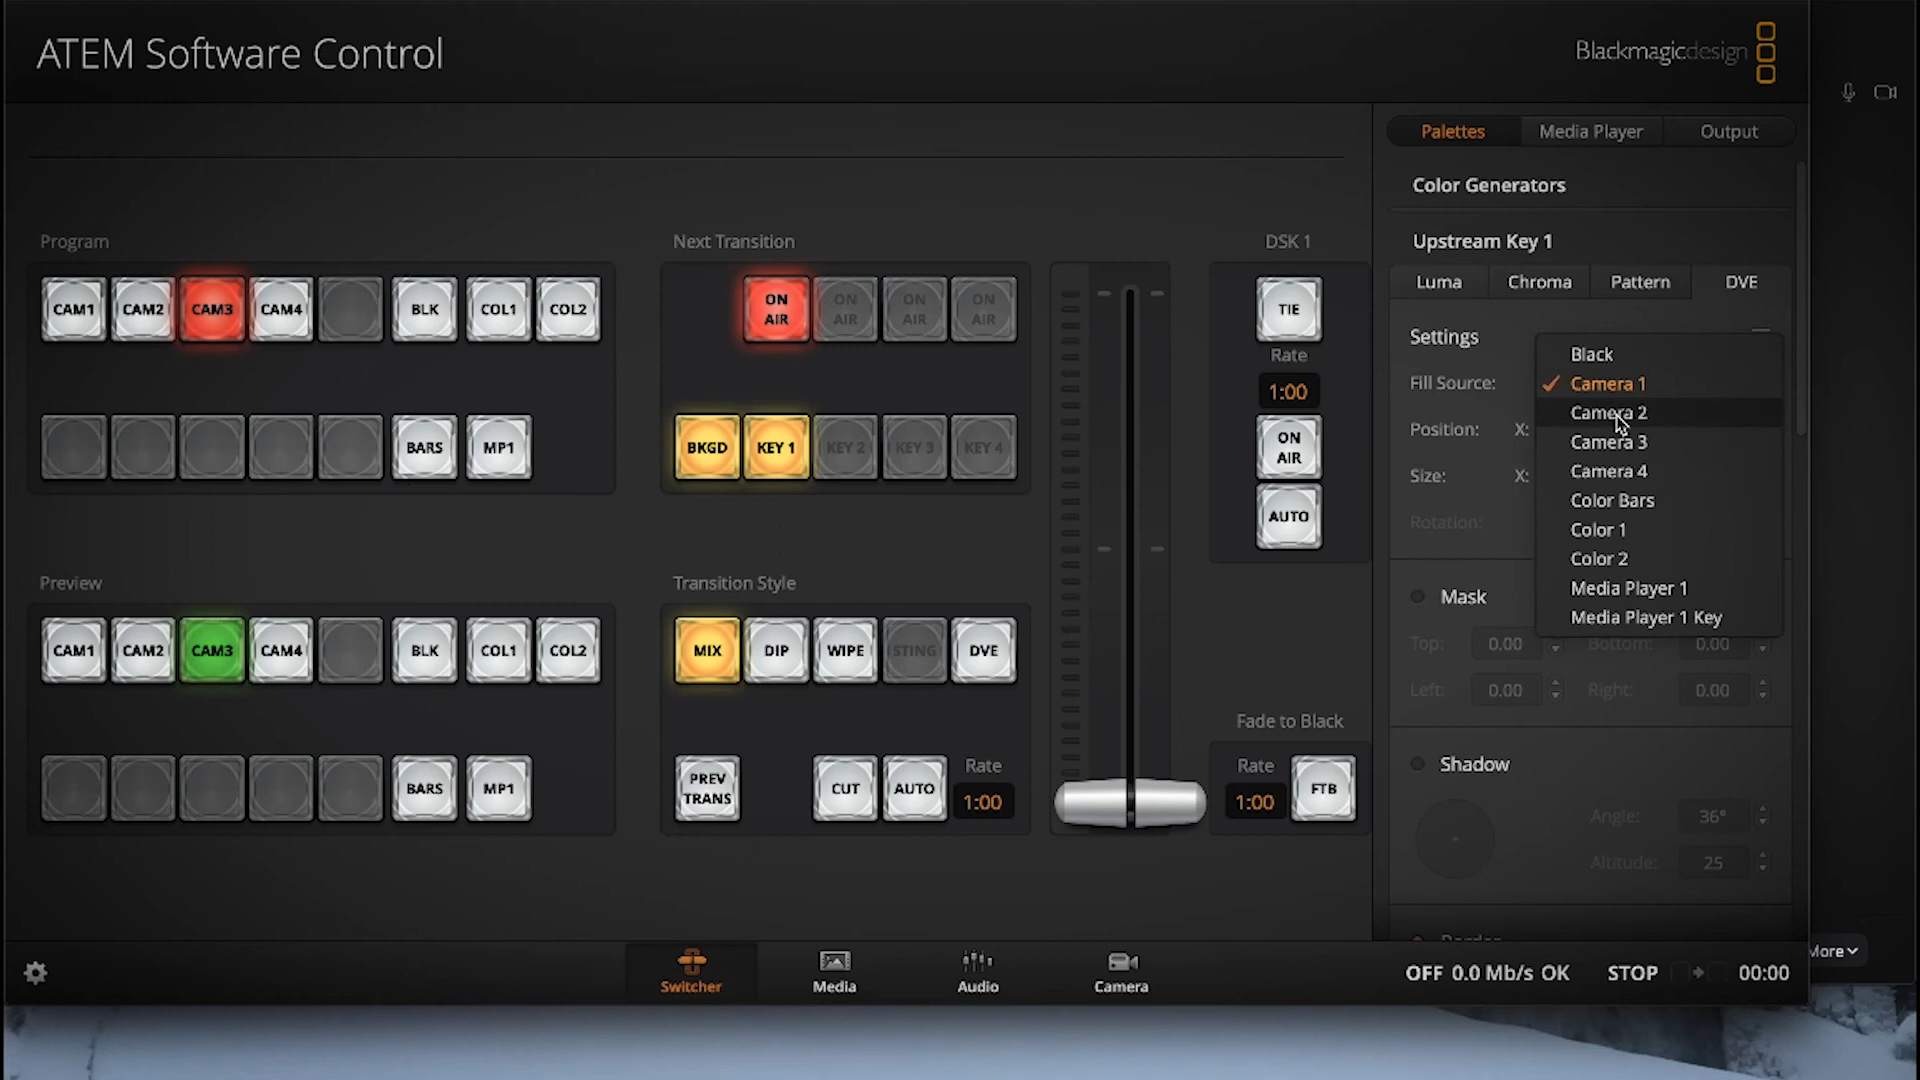 ATEM Software Control
Blackmagicdesign
Palettes
Media Player
Output
Color Generators
Upstream Key 1
Luma
Chroma
Pattern
DVE
Settings
Fill Source:
Position:
X:
Size:
X:
Rotation:
Black
Camera 1
Camera 2
Camera 3
Camera 4
Color Bars
Color 1
Color 2
Media Player 1
Media Player 1 Key
Mask
Top:
0.00
Bottom:
0.00
Left:
0.00
Right:
0.00
Shadow
Angle:
36°
Altitude:
25
Border
Program
CAM1
CAM2
CAM3
CAM4
BLK
COL1
COL2
BARS
MP1
Next Transition
ON
AIR
ON
AIR
ON
AIR
ON
AIR
BKGD
KEY 1
KEY 2
KEY 3
KEY 4
DSK 1
TIE
Rate
1:00
ON
AIR
AUTO
Preview
CAM1
CAM2
CAM3
CAM4
BLK
COL1
COL2
BARS
MP1
Transition Style
MIX
DIP
WIPE
STING
DVE
PREV
TRANS
CUT
AUTO
Rate
1:00
Fade to Black
Rate
1:00
FTB
Switcher
Media
Audio
Camera
OFF 0.0 Mb/s OK
STOP
00:00
More